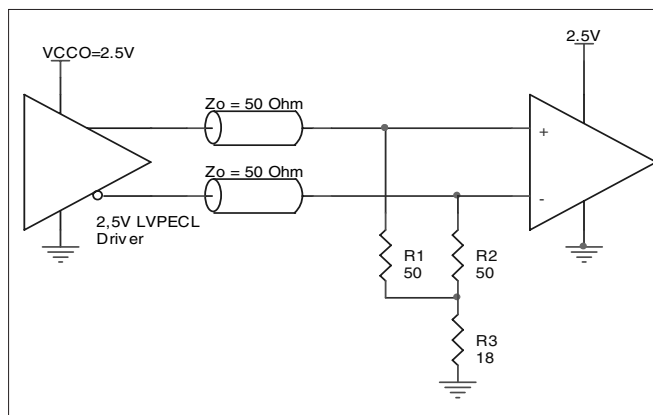 VCCO=2.5V
2.5V
Zo = 50 Ohm
+
Zo = 50 Ohm
-
2,5V LVPECL
Driver
R1
50
R2
50
R3
18